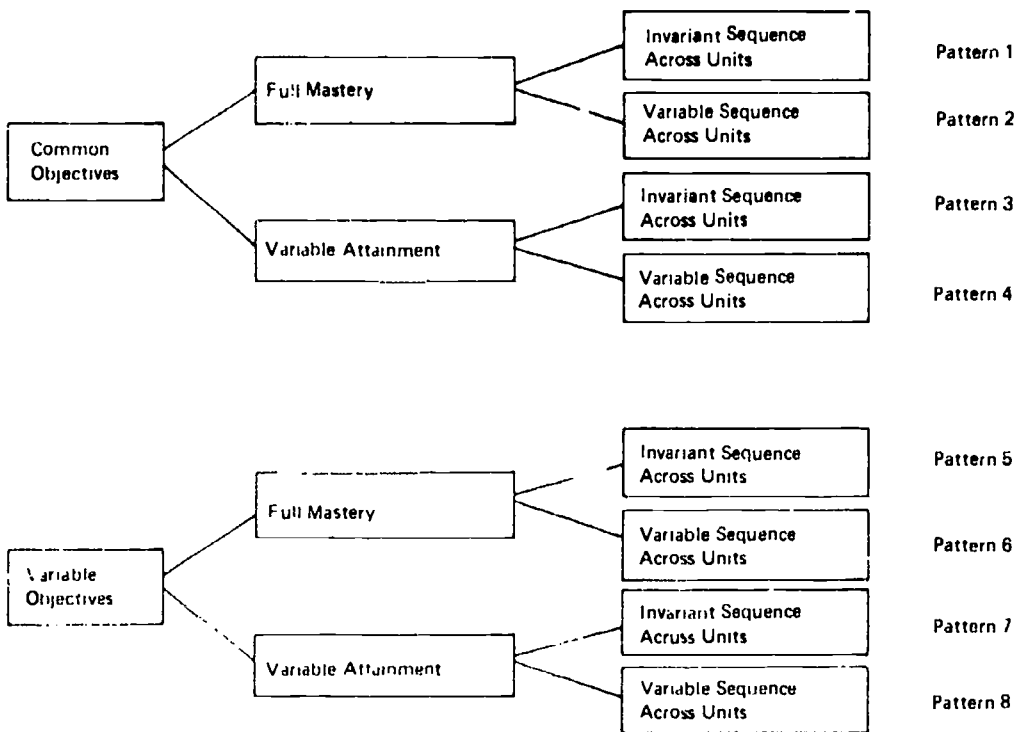 Invariant Sequence
Across Units
Pattern 1
Full Mastery
Variable Sequence
Across Units
Pattern 2
Common
Objectives
Invariant Sequence
Across Units
Pattern 3
Variable Attainment
Variable Sequence
Across Units
Pattern 4
Invariant Sequence
Across Units
Pattern 5
Full Mastery
Variable Sequence
Across Units
Pattern 6
Variable
Objectives
Invariant Sequence
Across Units
Pattern 7
Variable Attainment
Variable Sequence
Across Units
Pattern 8